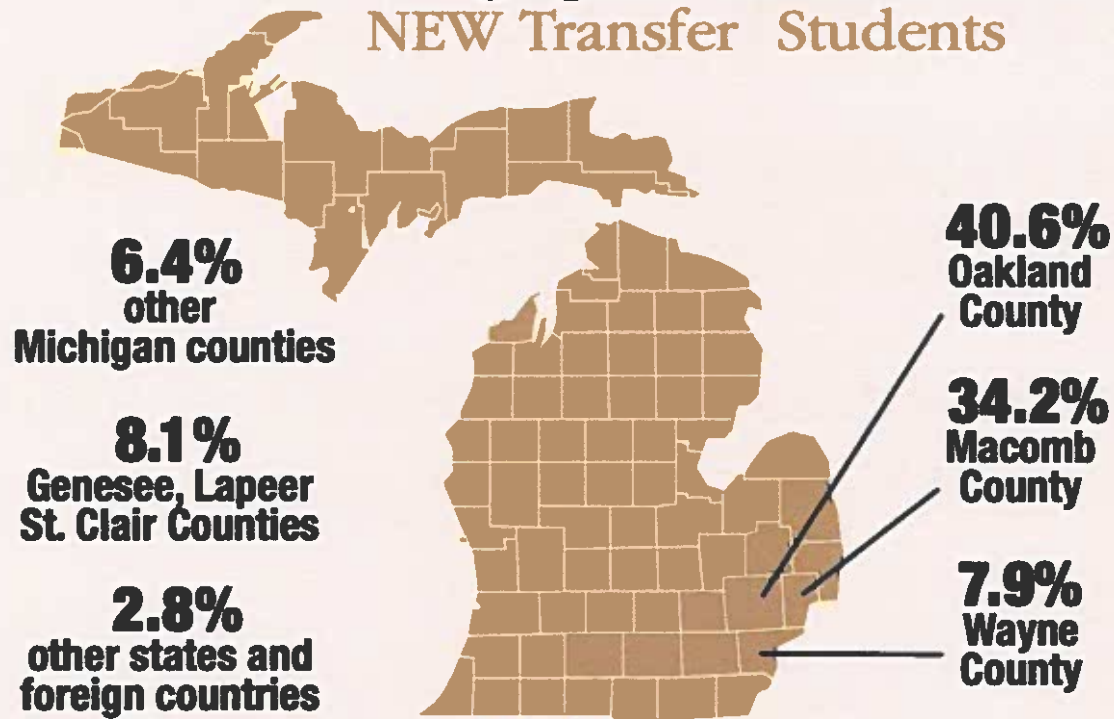 NEW Transfer Students
6.4%
other
Michigan counties
8.1%
Genesee, Lapeer
St. Clair Counties
2.8%
other states and
foreign countries
40.6%
Oakland
County
34.2%
Macomb
County
7.9%
Wayne
County